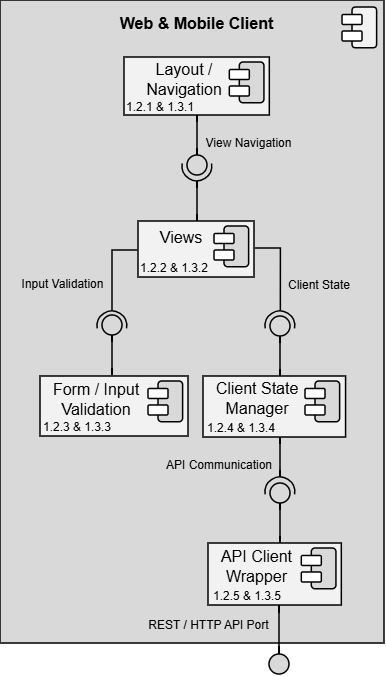 Web & Mobile Client
Layout /
Navigation
1.2.1 & 1.3.1
View Navigation
Views
1.2.2 & 1.3.2
Input Validation
Client State
Form / Input
Validation
1.2.3 & 1.3.3
Client State
Manager
1.2.4 & 1.3.4
API Communication
API Client
Wrapper
1.2.5 & 1.3.5
REST / HTTP API Port